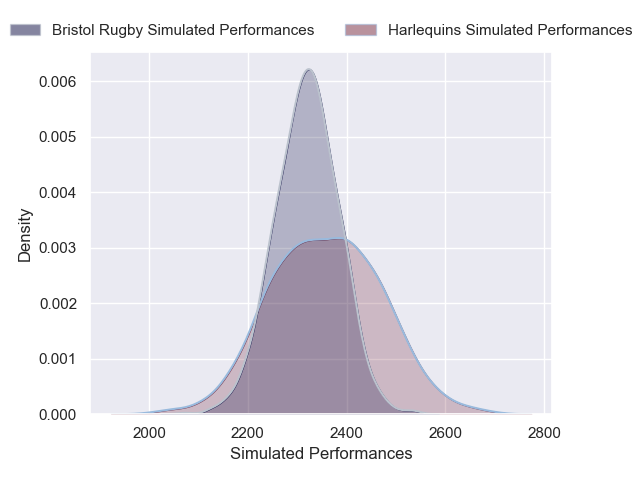 Bristol Rugby Simulated Performances Harlequins Simulated Performances
0.006
0.005
0.004
0.003
0.002
0.001
0.000
Density
2000 2200 2400 2600 2800
Simulated Performances